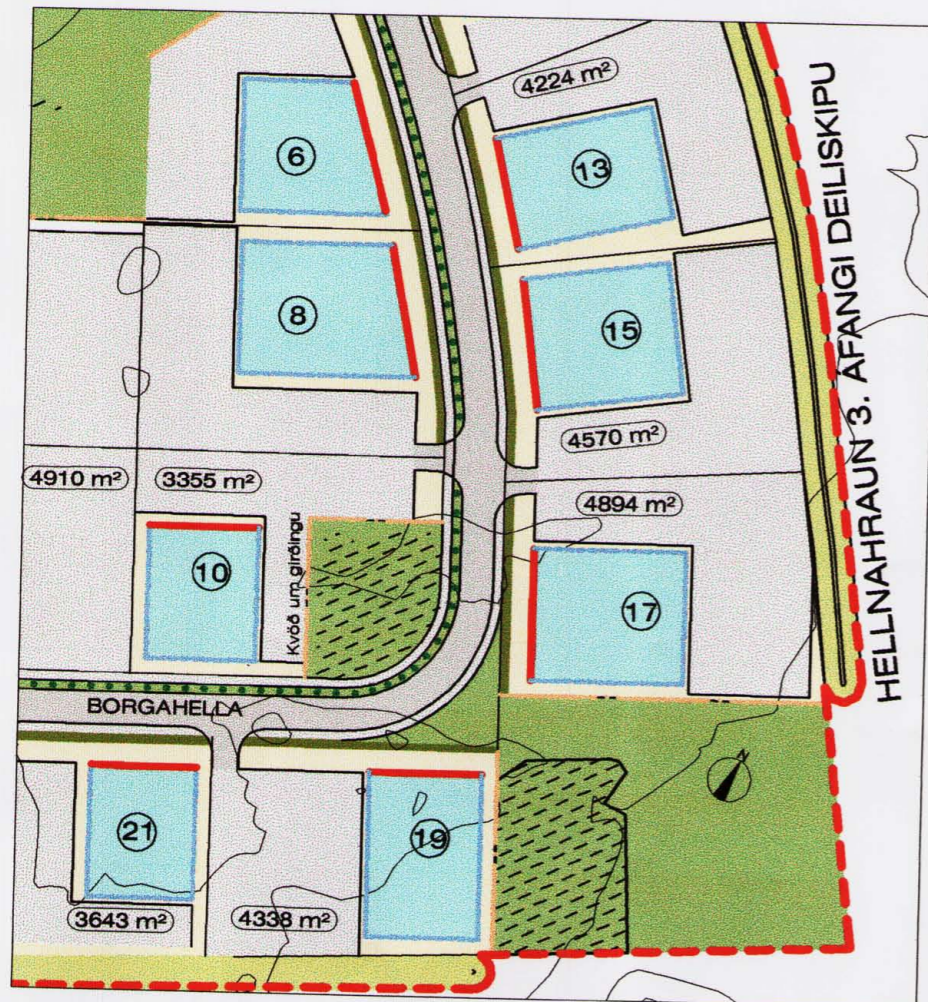 4224 m²
6
13
8
15
4570 m²
4910 m²
3355 m²
4894 m²
10
Kvöð um girðingu
17
BORGAHELLA
21
19
3643 m²
4338 m²
HELLNAHRAUN 3. ÁFANGI DEILISKIPU